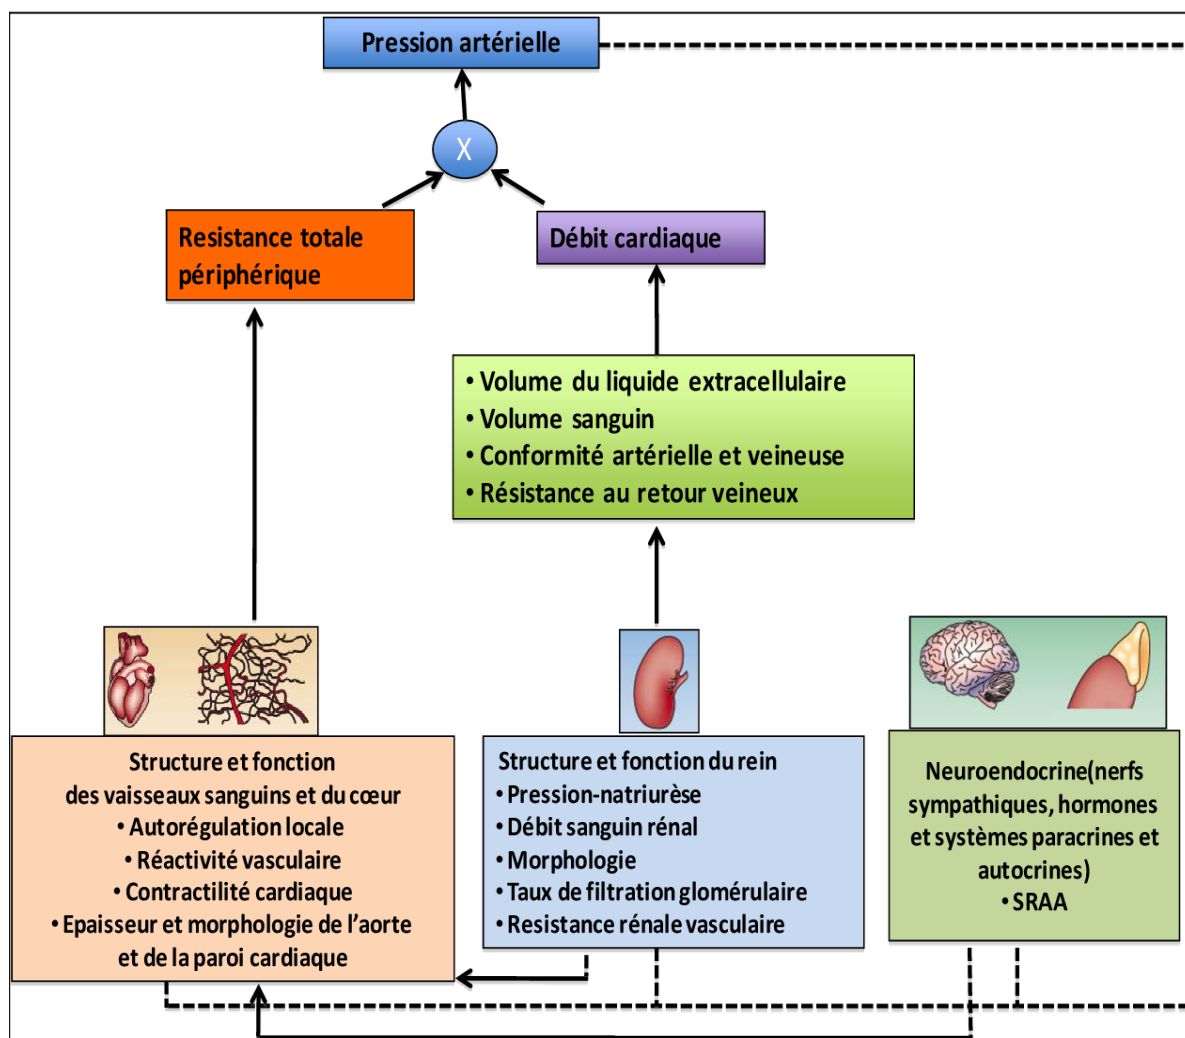 Pression artérielle
X
Resistance totale
périphérique
Débit cardiaque
• Volume du liquide extracellulaire
• Volume sanguin
• Conformité artérielle et veineuse
• Résistance au retour veineux
Structure et fonction
des vaisseaux sanguins et du cœur
• Autorégulation locale
• Réactivité vasculaire
• Contractilité cardiaque
• Epaisseur et morphologie de l’aorte
et de la paroi cardiaque
Structure et fonction du rein
• Pression-natriurèse
• Débit sanguin rénal
• Morphologie
• Taux de filtration glomérulaire
• Resistance rénale vasculaire
Neuroendocrine(nerfs
sympathiques, hormones
et systèmes paracrines et
autocrines)
• SRAA